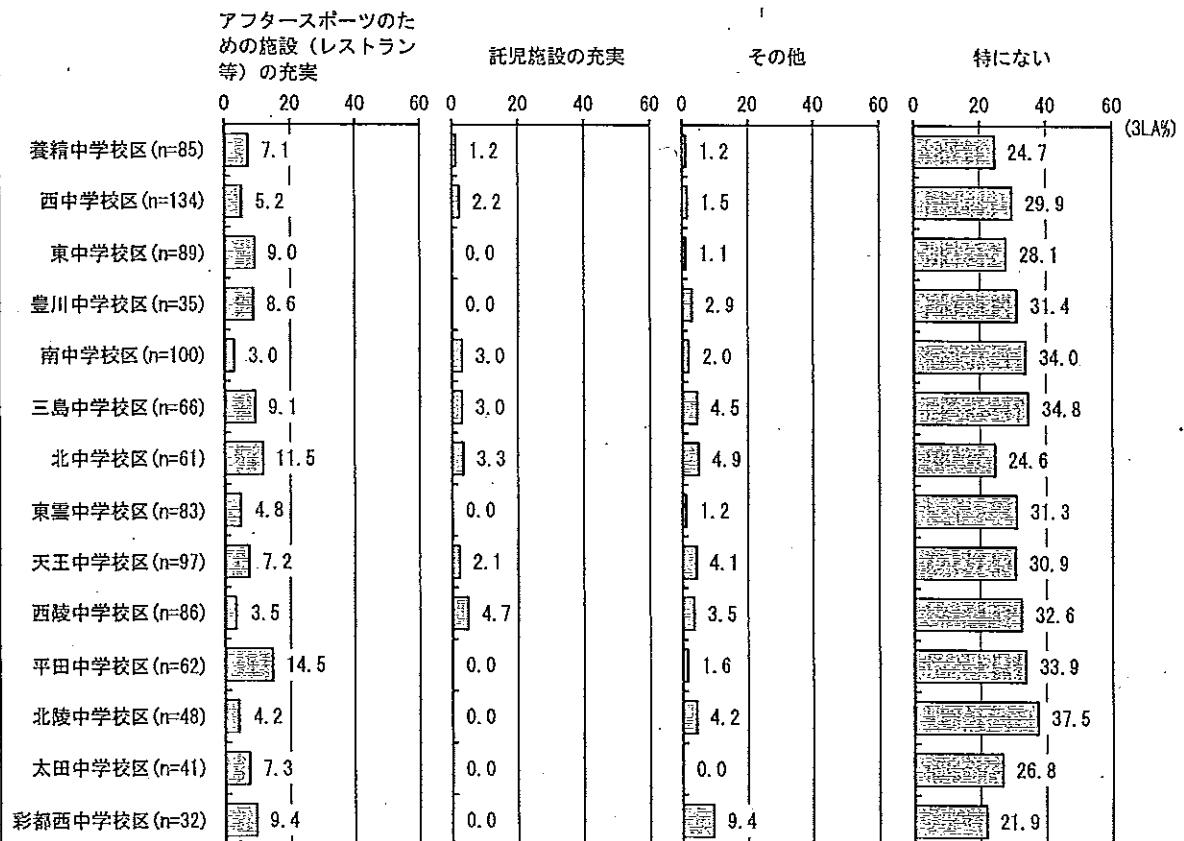 アフタースポーツのた
めの施設（レストラン
等）の充実
託児施設の充実
その他
特にない
0 20 40 60 0 20 40 60 0 20 40 60 0 20 40 60
(3LA%)
養精中学校区(n=85) 7.1 1.2 1.2 24.7
西中学校区(n=134) 5.2 2.2 1.5 29.9
東中学校区(n=89) 9.0 0.0 1.1 28.1
豊川中学校区(n=35) 8.6 0.0 2.9 31.4
南中学校区(n=100) 3.0 3.0 2.0 34.0
三島中学校区(n=66) 9.1 3.0 4.5 34.8
北中学校区(n=61) 11.5 3.3 4.9 24.6
東雲中学校区(n=83) 4.8 0.0 1.2 31.3
天王中学校区(n=97) 7.2 2.1 4.1 30.9
西陵中学校区(n=86) 3.5 4.7 3.5 32.6
平田中学校区(n=62) 14.5 0.0 1.6 33.9
北陵中学校区(n=48) 4.2 0.0 4.2 37.5
太田中学校区(n=41) 7.3 0.0 0.0 26.8
彩都西中学校区(n=32) 9.4 0.0 9.4 21.9